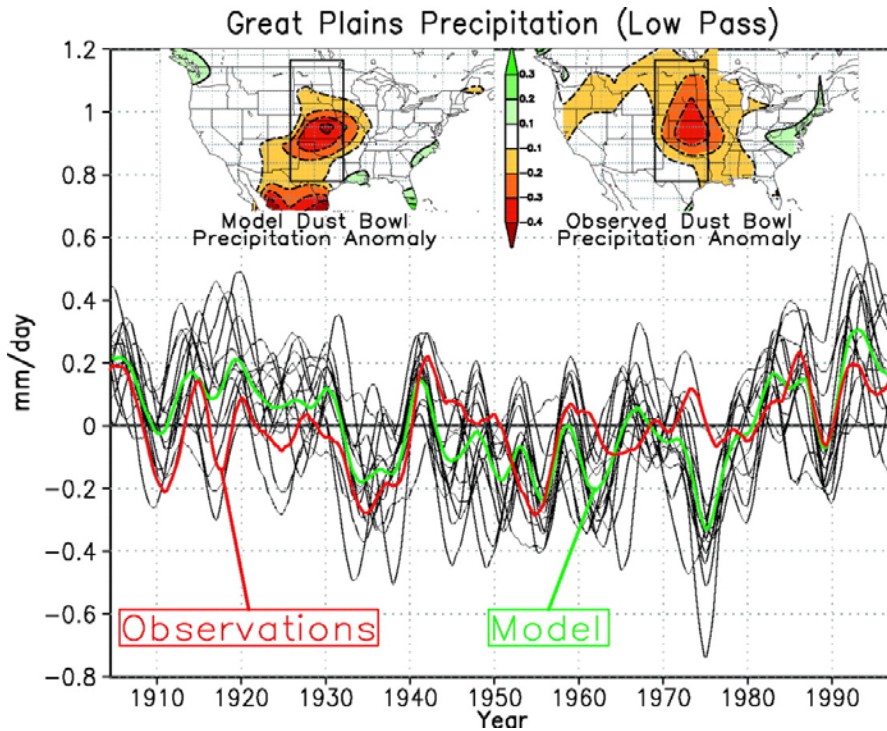 Great Plains Precipitation (Low Pass)
1.2
1
0.8
0.6
0.4
0.2
0
-0.2
-0.4
-0.6
-0.8
mm/day
0.3
0.2
0.1
-0.1
-0.2
-0.3
-0.4
Model Dust Bowl
Precipitation Anomaly
Observed Dust Bowl
Precipitation Anomaly
Observations
Model
1910 1920 1930 1940 1950 1960 1970 1980 1990
Year